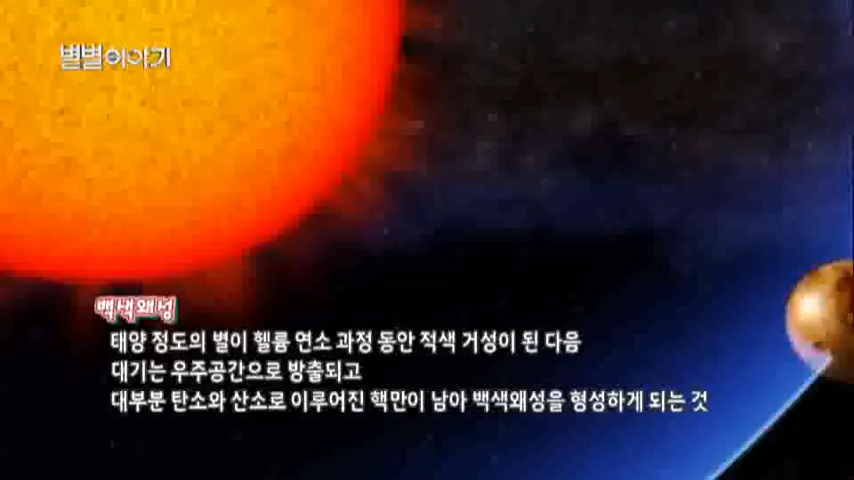 별별이야기
백색왜성
태양 정도의 별이 헬륨 연소 과정 동안 적색 거성이 된 다음
대기는 우주공간으로 방출되고
대부분 탄소와 산소로 이루어진 핵만이 남아 백색왜성을 형성하게 되는 것